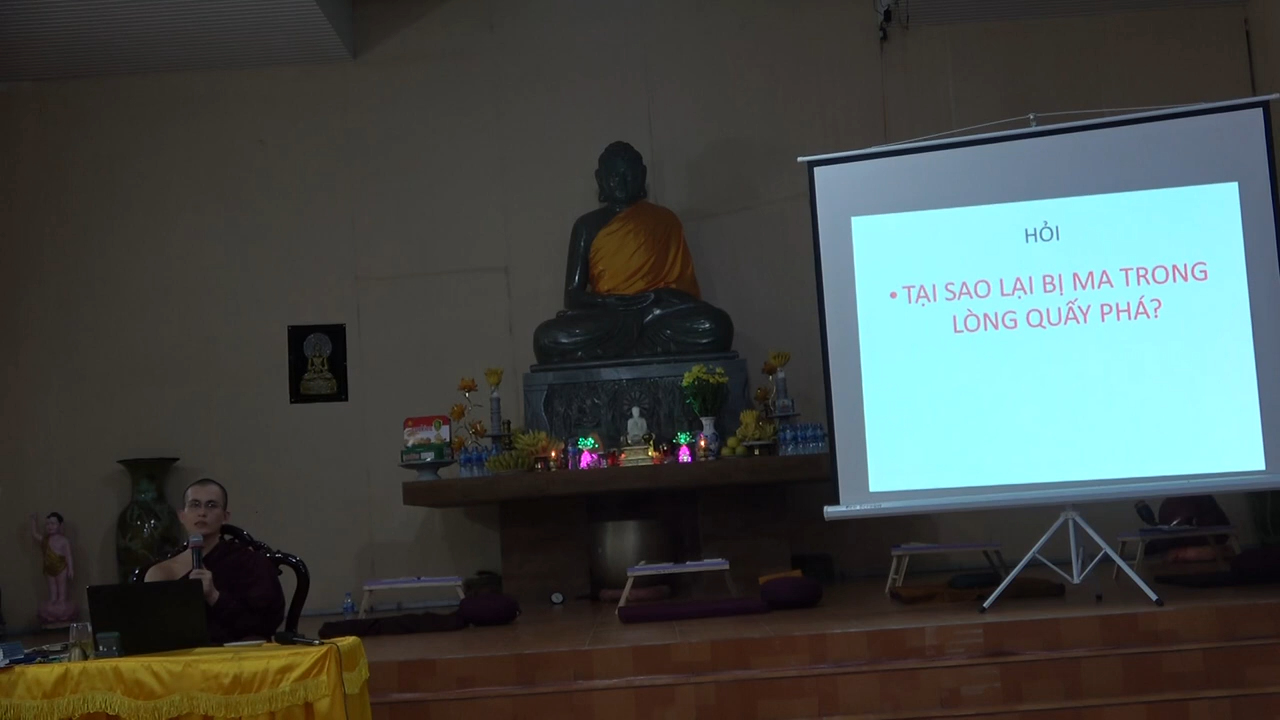 HỎI
• TẠI SAO LẠI BỊ MA TRONG
LÒNG QUẤY PHÁ?